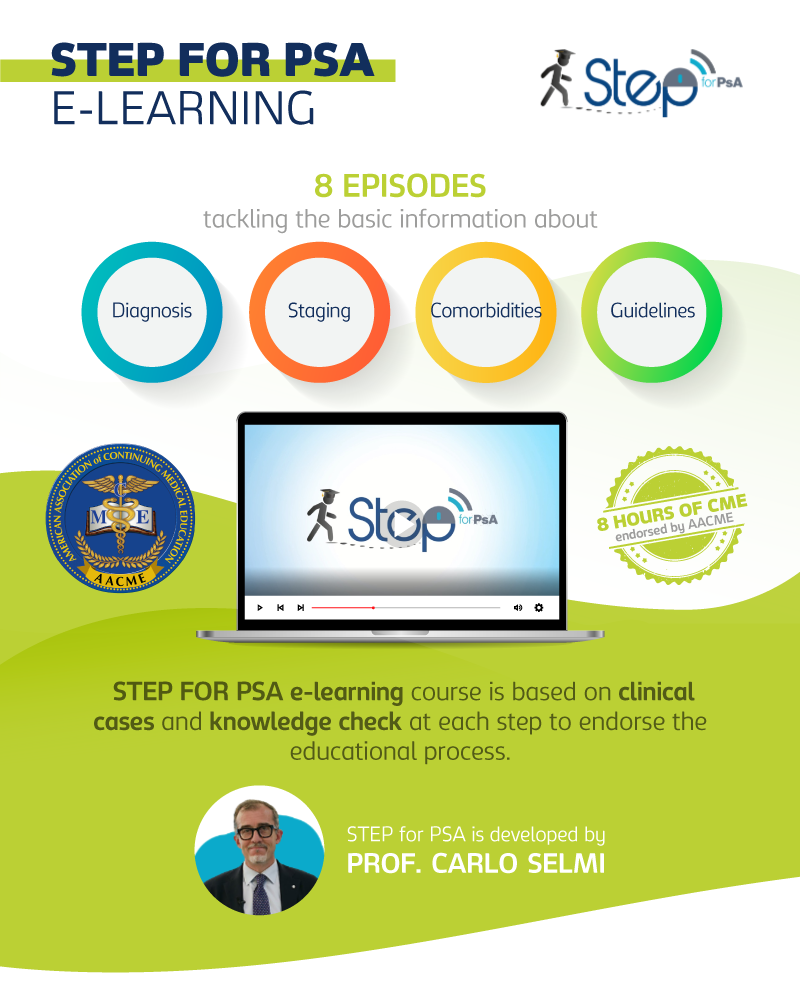 STEP FOR PSA
E-LEARNING
Step for PsA
8 EPISODES
tackling the basic information about
Diagnosis
Staging
Comorbidities
Guidelines
AMERICAN ASSOCIATION of CONTINUING MEDICAL EDUCATION
M E
AACME
Step for PsA
8 HOURS OF CME
endorsed by AACME
STEP FOR PSA e-learning course is based on clinical
cases and knowledge check at each step to endorse the
educational process.
STEP for PSA is developed by
PROF. CARLO SELMI